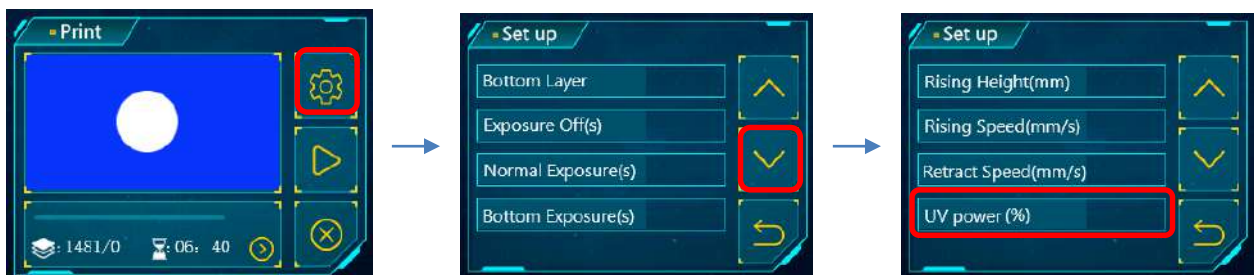 Print
1481/0 06: 40
Set up
Bottom Layer
Exposure Off(s)
Normal Exposure(s)
Bottom Exposure(s)
Set up
Rising Height(mm)
Rising Speed(mm/s)
Retract Speed(mm/s)
UV power (%)